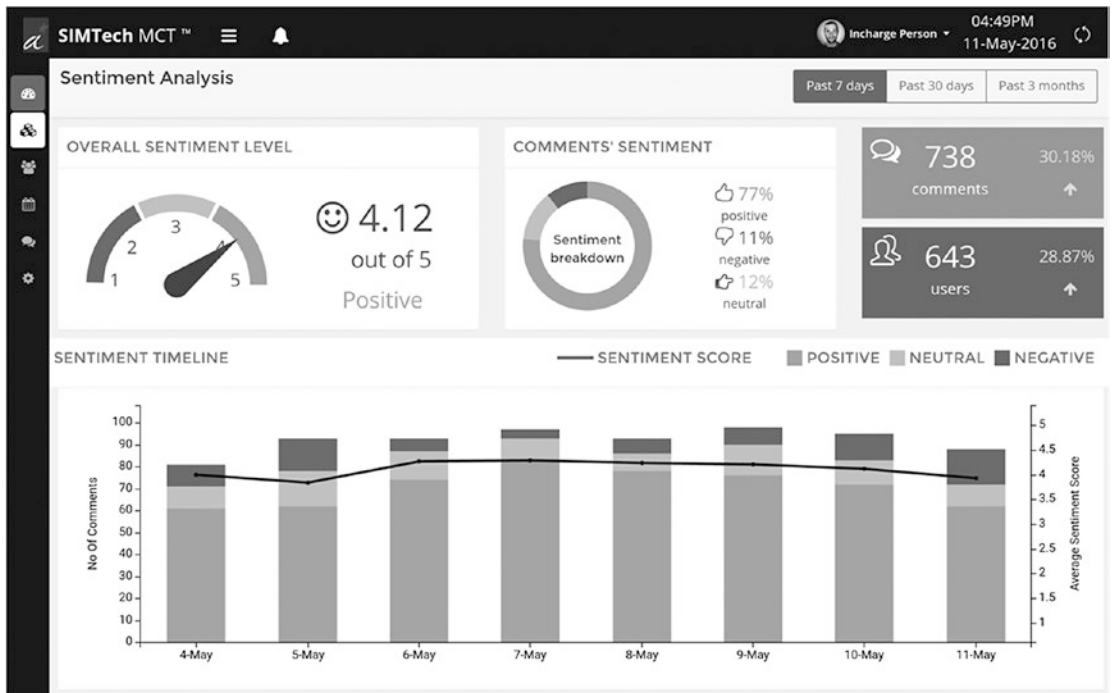 a
SIMTech MCT ™
Incharge Person
04:49PM
11-May-2016
Sentiment Analysis
Past 7 days
Past 30 days
Past 3 months
OVERALL SENTIMENT LEVEL
1
2
3
4
5
4.12
out of 5
Positive
COMMENTS' SENTIMENT
Sentiment
breakdown
77%
positive
11%
negative
12%
neutral
738
comments
30.18%
643
users
28.87%
SENTIMENT TIMELINE
SENTIMENT SCORE
POSITIVE
NEUTRAL
NEGATIVE
No Of Comments
100
90
80
70
60
50
40
30
20
10
0
4-May
5-May
6-May
7-May
8-May
9-May
10-May
11-May
5
4.5
4
3.5
3
2.5
2
1.5
1
Average Sentiment Score